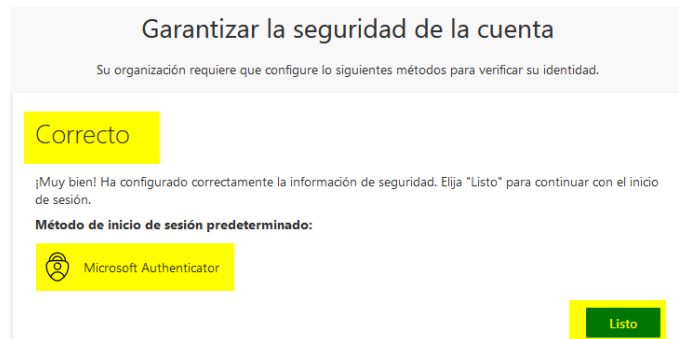 Garantizar la seguridad de la cuenta
Su organización requiere que configure lo siguientes métodos para verificar su identidad.
Correcto
¡Muy bien! Ha configurado correctamente la información de seguridad. Elija "Listo" para continuar con el inicio
de sesión.
Método de inicio de sesión predeterminado:
Microsoft Authenticator
Listo